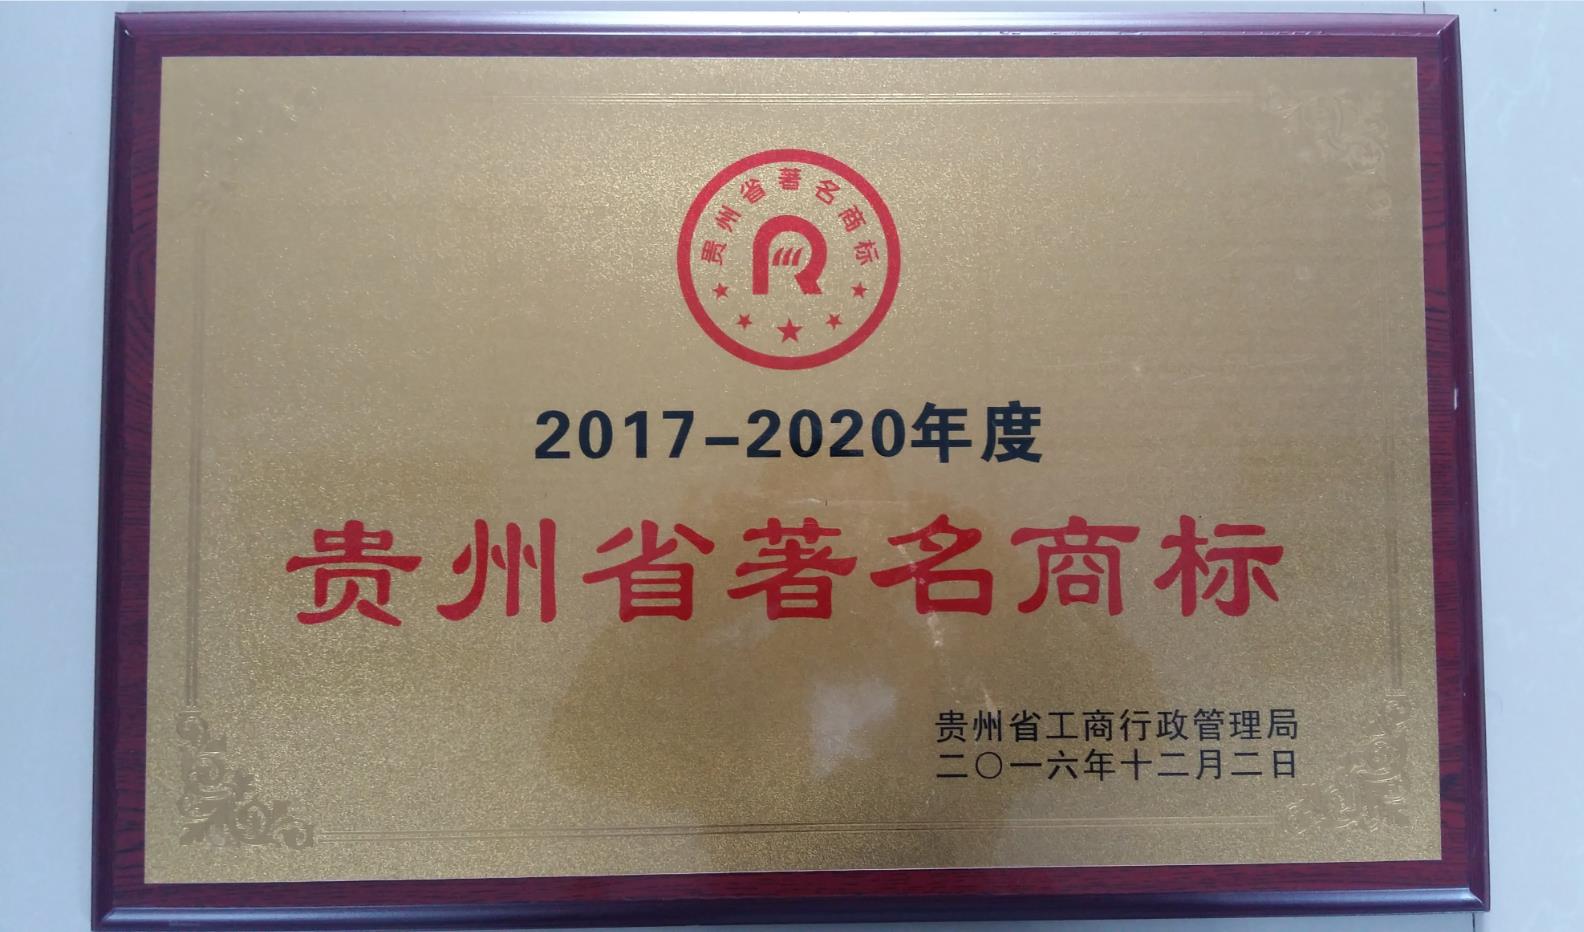 贵州省著名商标
R
2017-2020年度
贵州省著名商标
贵州省工商行政管理局
二〇一六年十二月二日